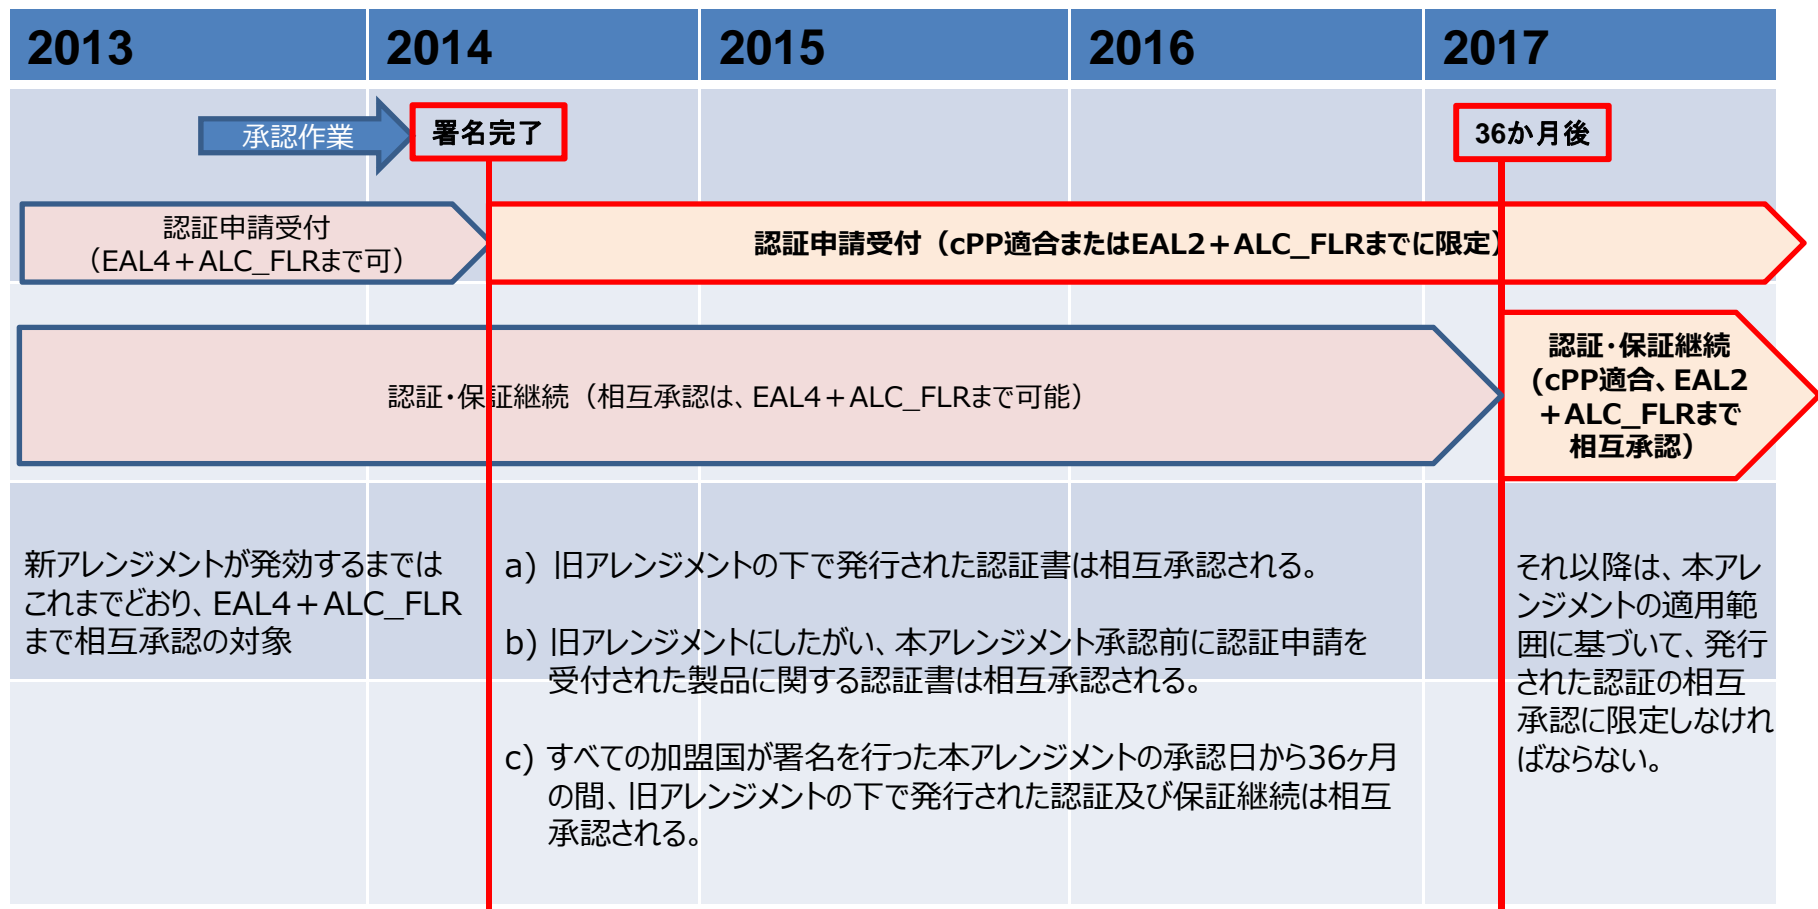 2013
2014
2015
2016
2017
承認作業
署名完了
36か月後
認証申請受付
（EAL4＋ALC_FLRまで可）
認証申請受付（cPP適合またはEAL2＋ALC_FLRまでに限定）
認証・保証継続（相互承認は、EAL4＋ALC_FLRまで可能）
認証・保証継続
(cPP適合、EAL2
＋ALC_FLRまで
相互承認）
新アレンジメントが発効するまでは
これまでどおり、EAL4＋ALC_FLR
まで相互承認の対象
a) 旧アレンジメントの下で発行された認証書は相互承認される。
b) 旧アレンジメントにしたがい、本アレンジメント承認前に認証申請を
受付された製品に関する認証書は相互承認される。
c) すべての加盟国が署名を行った本アレンジメントの承認日から36ヶ月
の間、旧アレンジメントの下で発行された認証及び保証継続は相互
承認される。
それ以降は、本アレ
ンジメントの適用範
囲に基づいて、発行
された認証の相互
承認に限定しなけれ
ばならない。